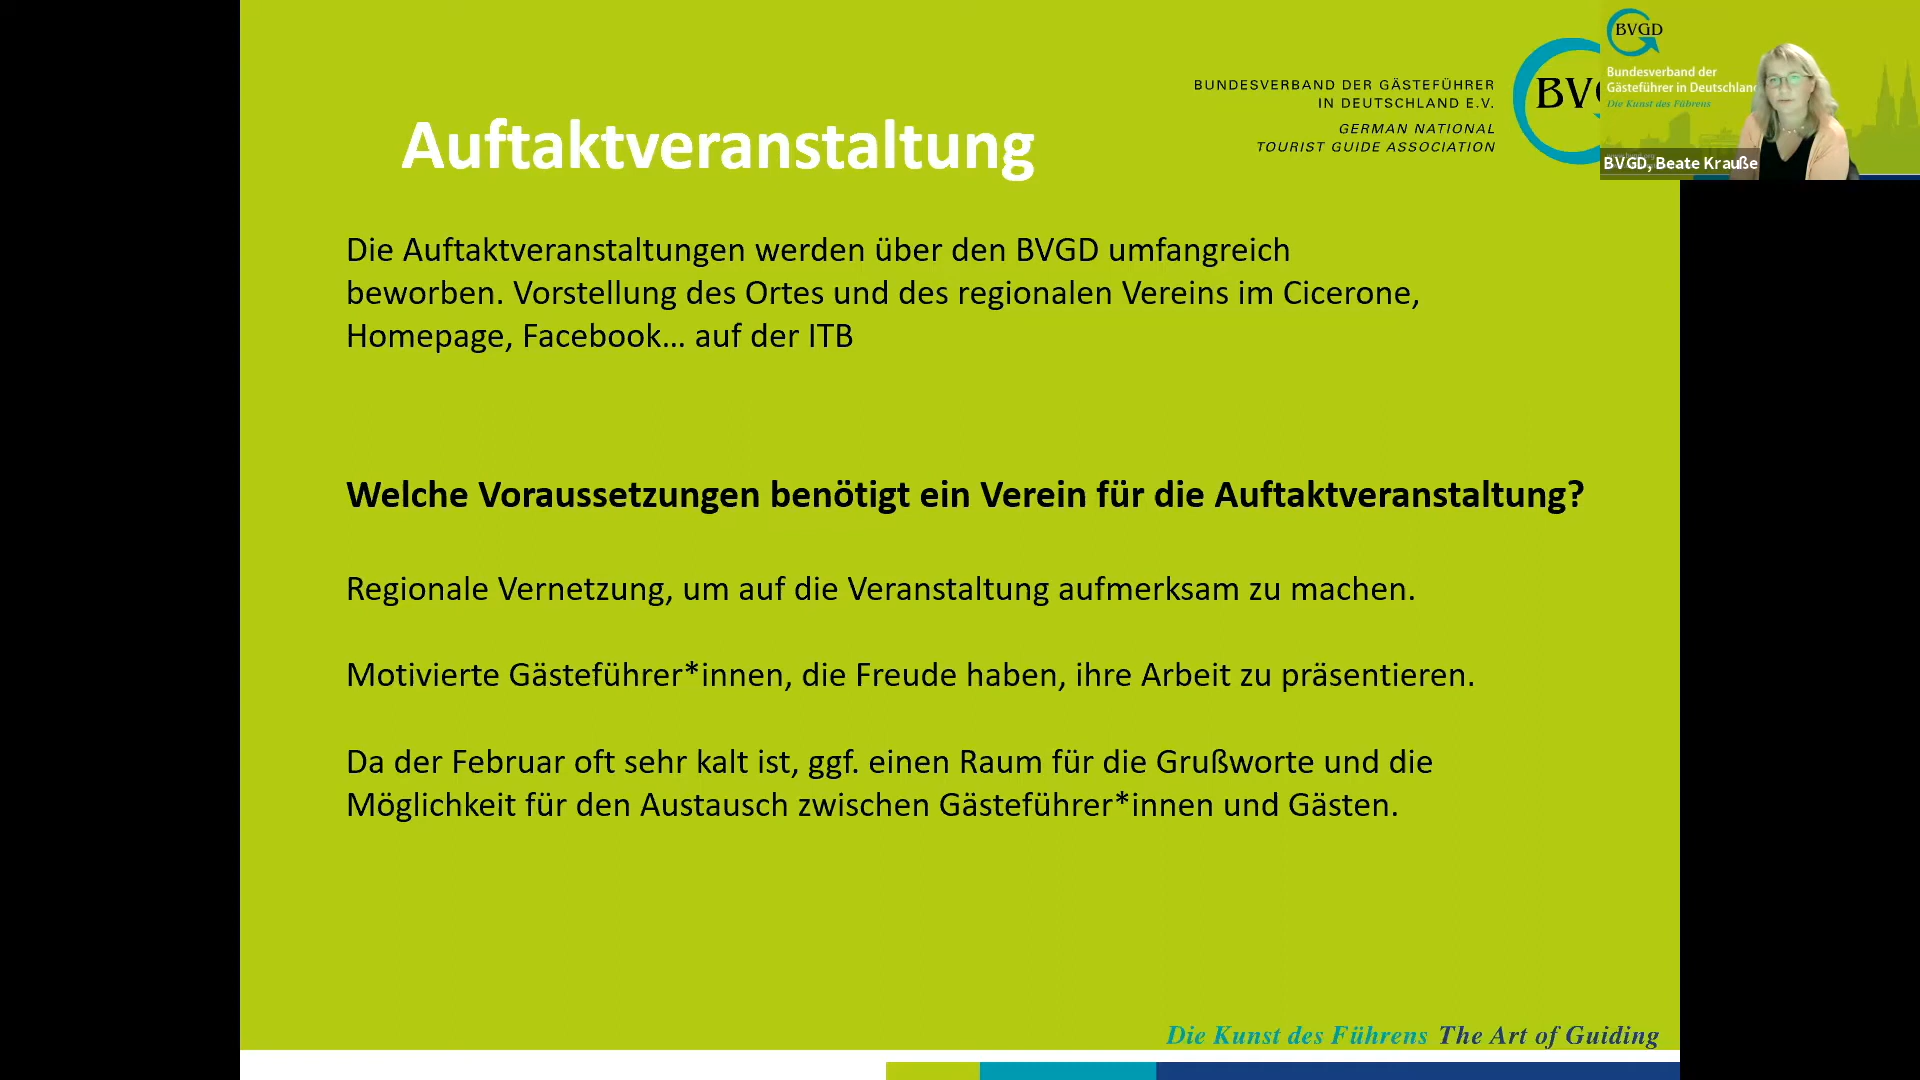 BUNDESVERBAND DER GÄSTEFÜHRER
IN DEUTSCHLAND E.V.
GERMAN NATIONAL
TOURIST GUIDE ASSOCIATION
BVGD
Bundesverband der
Gästeführer in Deutschland
Die Kunst des Führens
BVGD, Beate Krauße
Auftaktveranstaltung
Die Auftaktveranstaltungen werden über den BVGD umfangreich
beworben. Vorstellung des Ortes und des regionalen Vereins im Cicerone,
Homepage, Facebook... auf der ITB
Welche Voraussetzungen benötigt ein Verein für die Auftaktveranstaltung?
Regionale Vernetzung, um auf die Veranstaltung aufmerksam zu machen.
Motivierte Gästeführer*innen, die Freude haben, ihre Arbeit zu präsentieren.
Da der Februar oft sehr kalt ist, ggf. einen Raum für die Grußworte und die
Möglichkeit für den Austausch zwischen Gästeführer*innen und Gästen.
Die Kunst des Führens The Art of Guiding